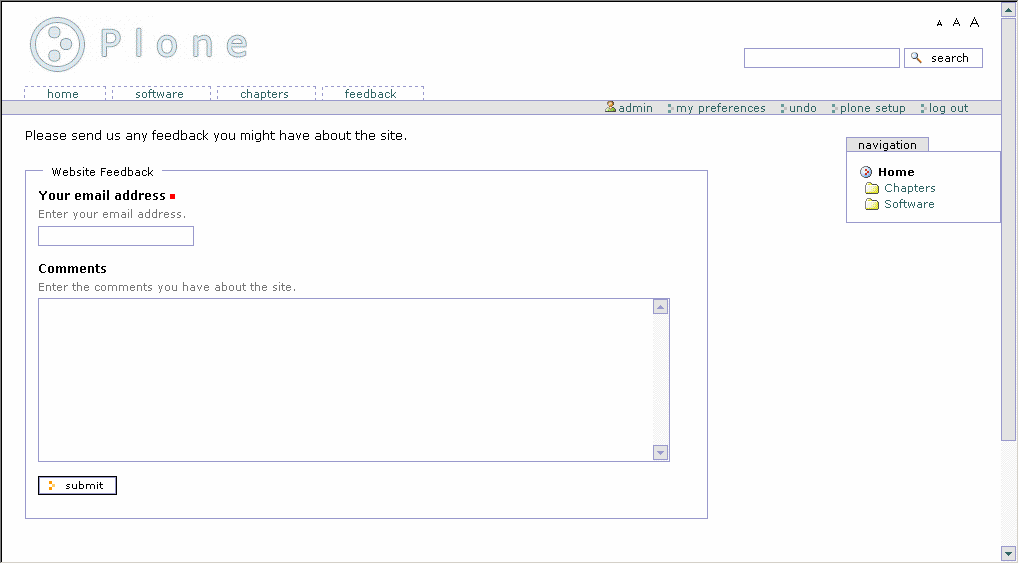 Plone
A A A
search
home software chapters feedback
admin my preferences undo plone setup log out
Please send us any feedback you might have about the site.
Website Feedback
Your email address
Enter your email address.
Comments
Enter the comments you have about the site.
submit
navigation
Home
Chapters
Software